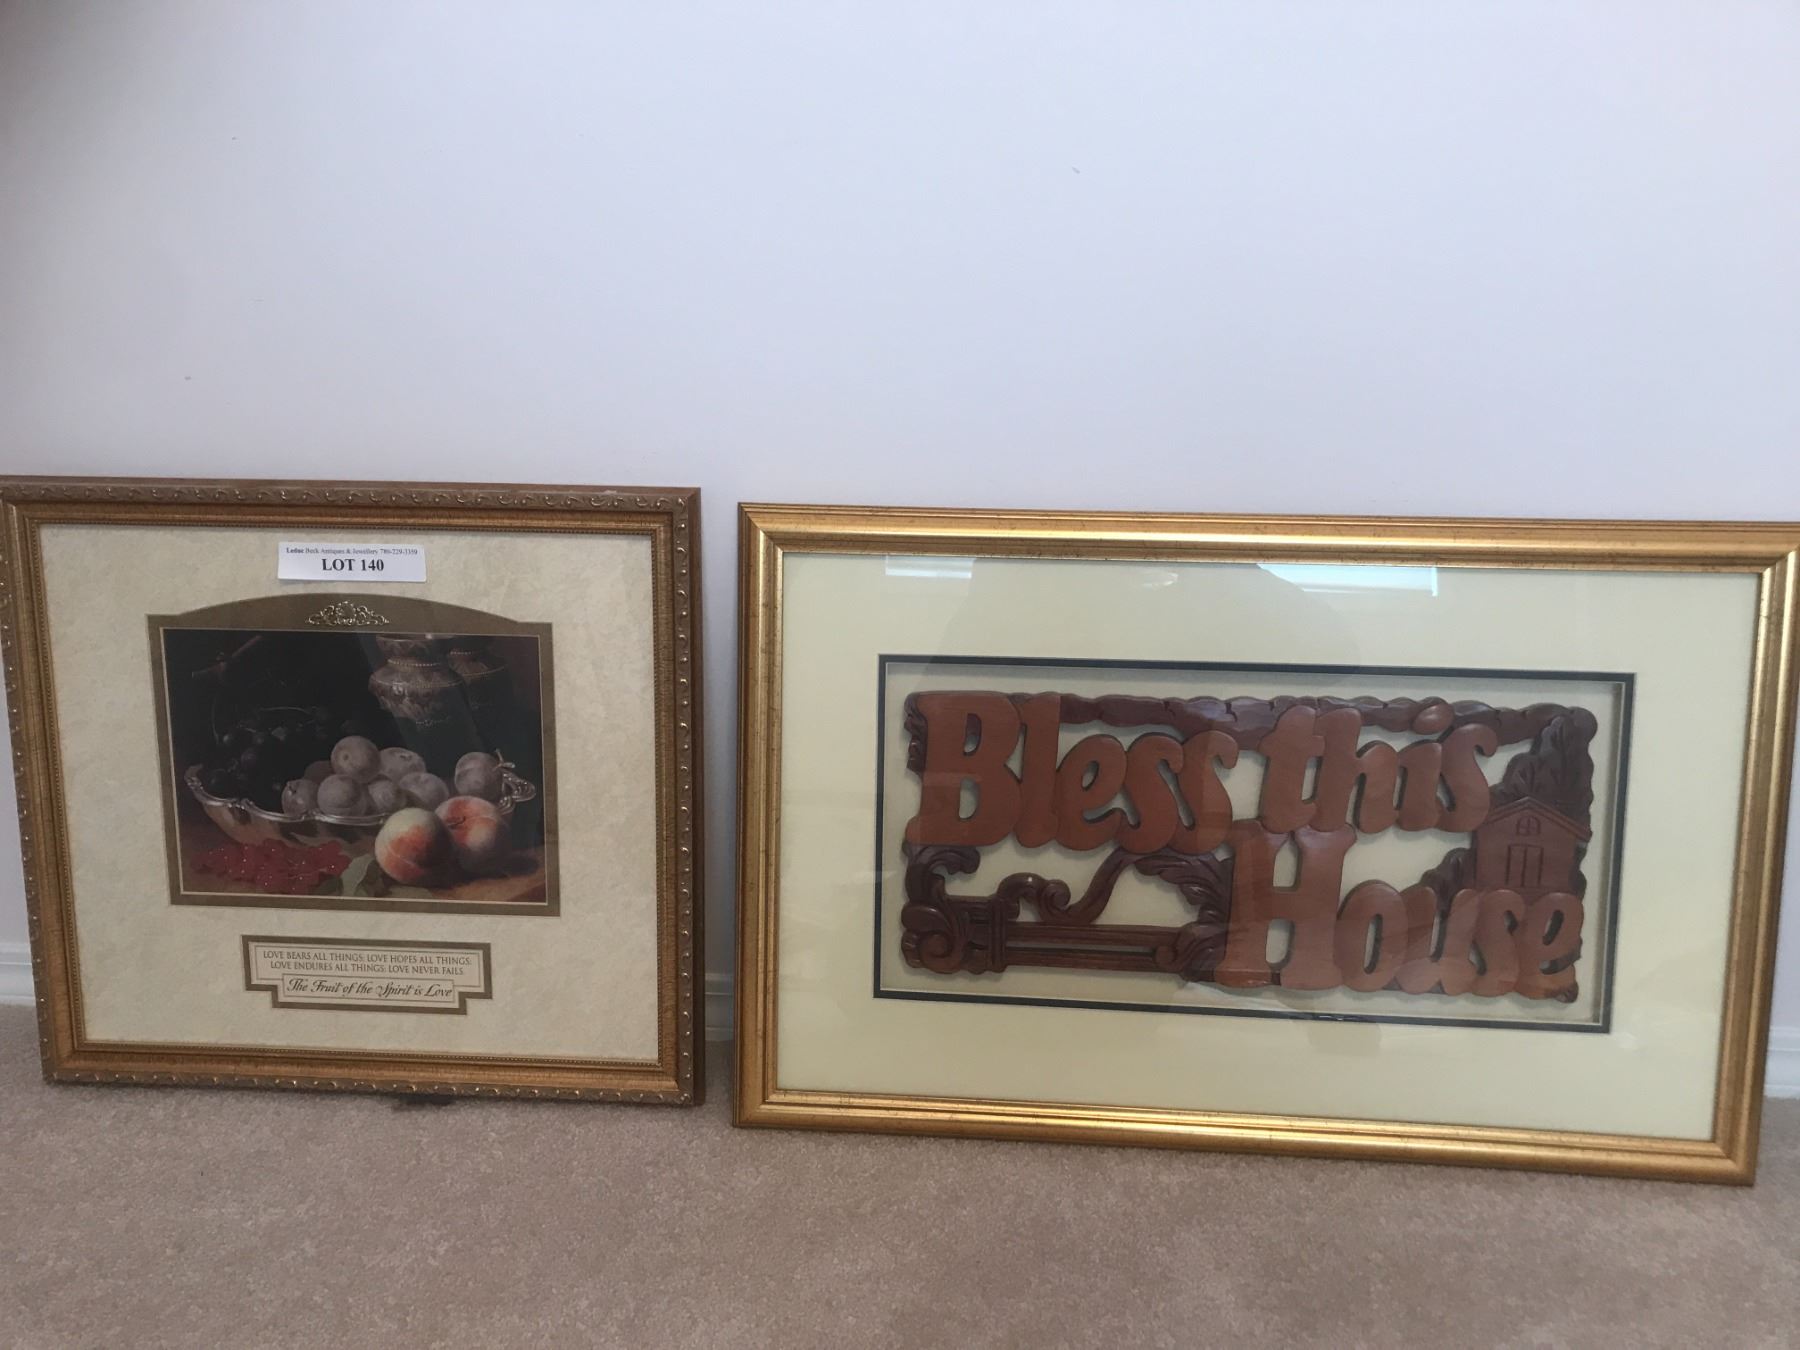 Leduc Beck Antiques & Jewellery 780-729-3359
LOT 140
LOVE BEARS ALL THINGS; LOVE HOPES ALL THINGS;
LOVE ENDURES ALL THINGS; LOVE NEVER FAILS.
The Fruit of the Spirit is Love
Bless this
House